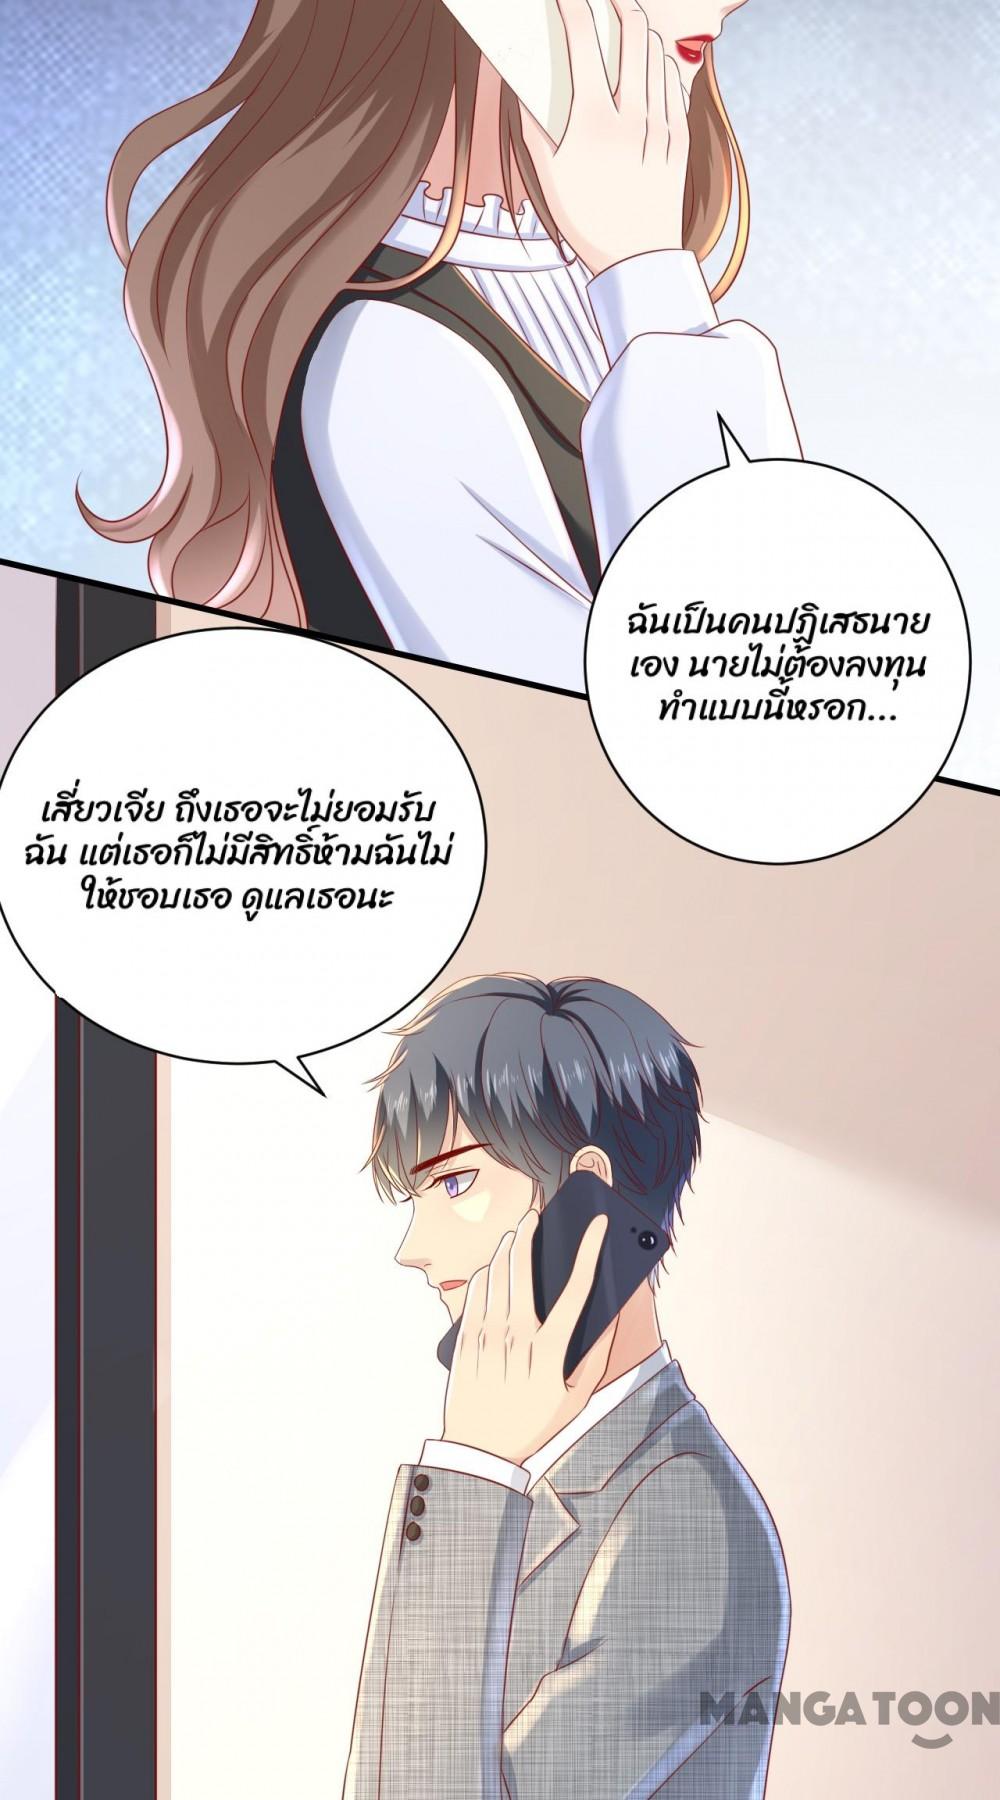 ฉันเป็นคนปฏิเสธนาย
เอง นายไม่ต้องลงทุน
ทำแบบนี้หรอก...
เสี่ยวเจีย ถึงเธอจะไม่ยอมรับ
ฉัน แต่เธอก็ไม่มีสิทธิ์ห้ามฉันไม่
ให้ชอบเธอ ดูแลเธอนะ
MANGATOON